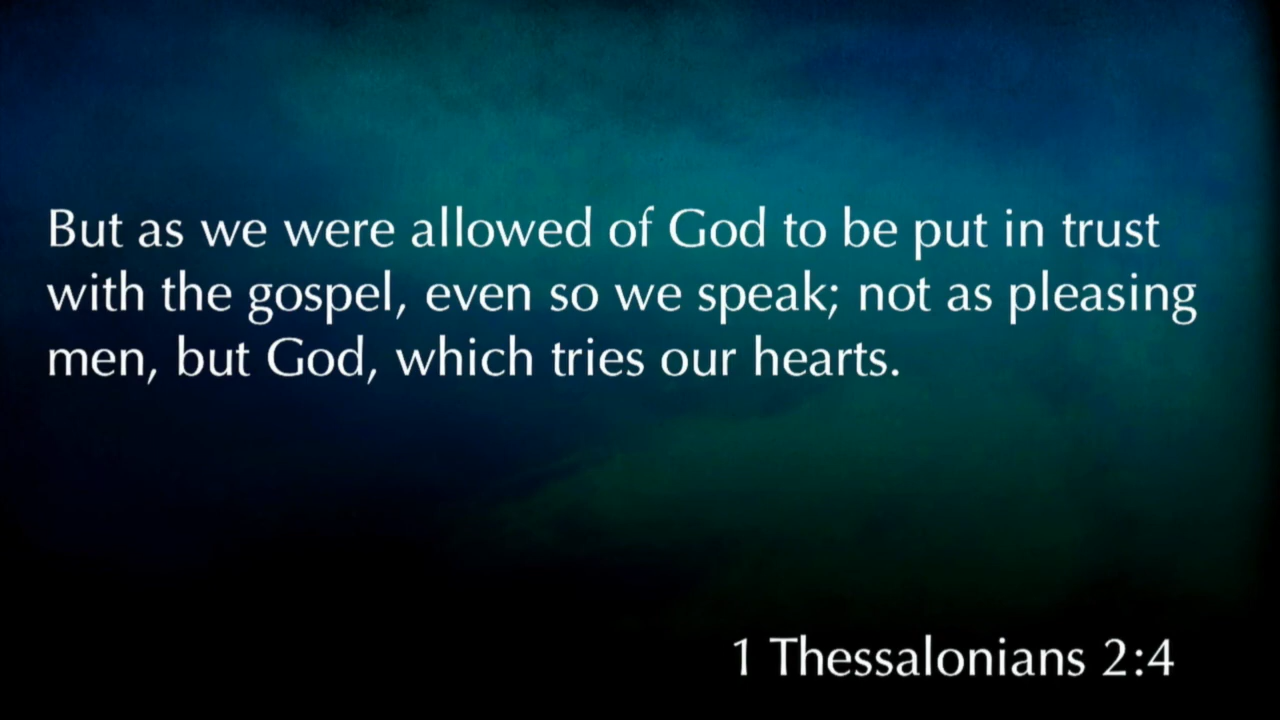 But as we were allowed of God to be put in trust
with the gospel, even so we speak; not as pleasing
men, but God, which tries our hearts.
1 Thessalonians 2:4